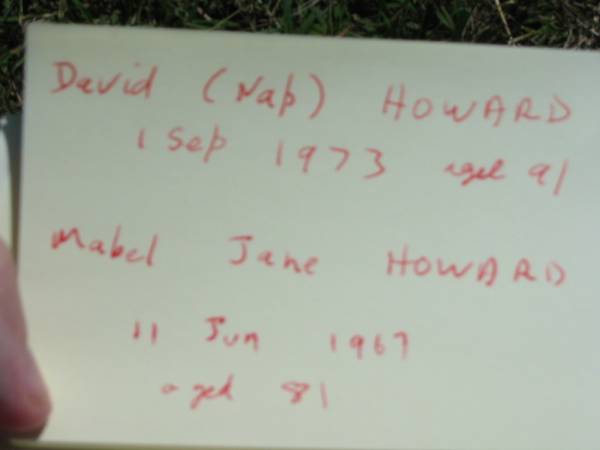 David (Nap) HOWARD
1 Sep 1973 aged 91
Mabel Jane HOWARD
11 Jun 1967
aged 81